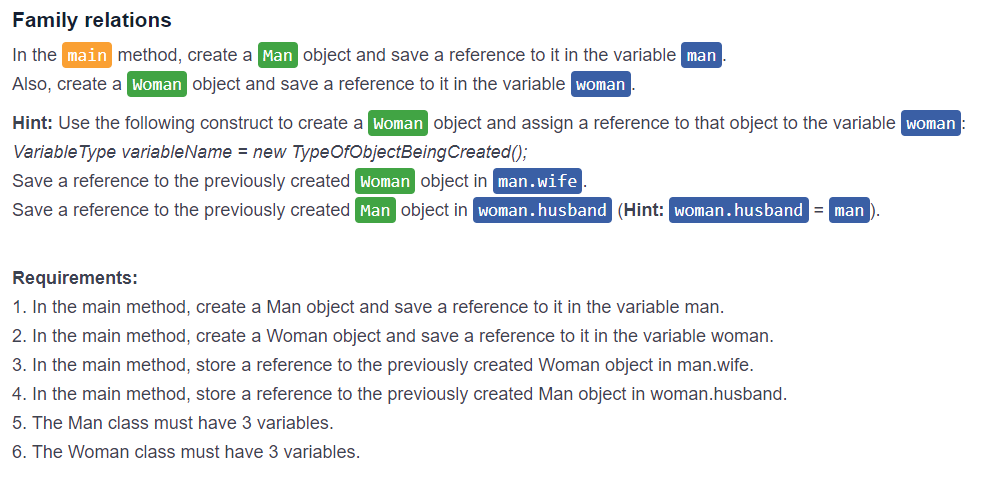 Family relations
In the main method, create a Man object and save a reference to it in the variable man.
Also, create a Woman object and save a reference to it in the variable woman.
Hint: Use the following construct to create a Woman object and assign a reference to that object to the variable woman:
VariableType variableName = new TypeOfObjectBeingCreated();
Save a reference to the previously created Woman object in man.wife.
Save a reference to the previously created Man object in woman.husband (Hint: woman.husband = man).
Requirements:
1. In the main method, create a Man object and save a reference to it in the variable man.
2. In the main method, create a Woman object and save a reference to it in the variable woman.
3. In the main method, store a reference to the previously created Woman object in man.wife.
4. In the main method, store a reference to the previously created Man object in woman.husband.
5. The Man class must have 3 variables.
6. The Woman class must have 3 variables.